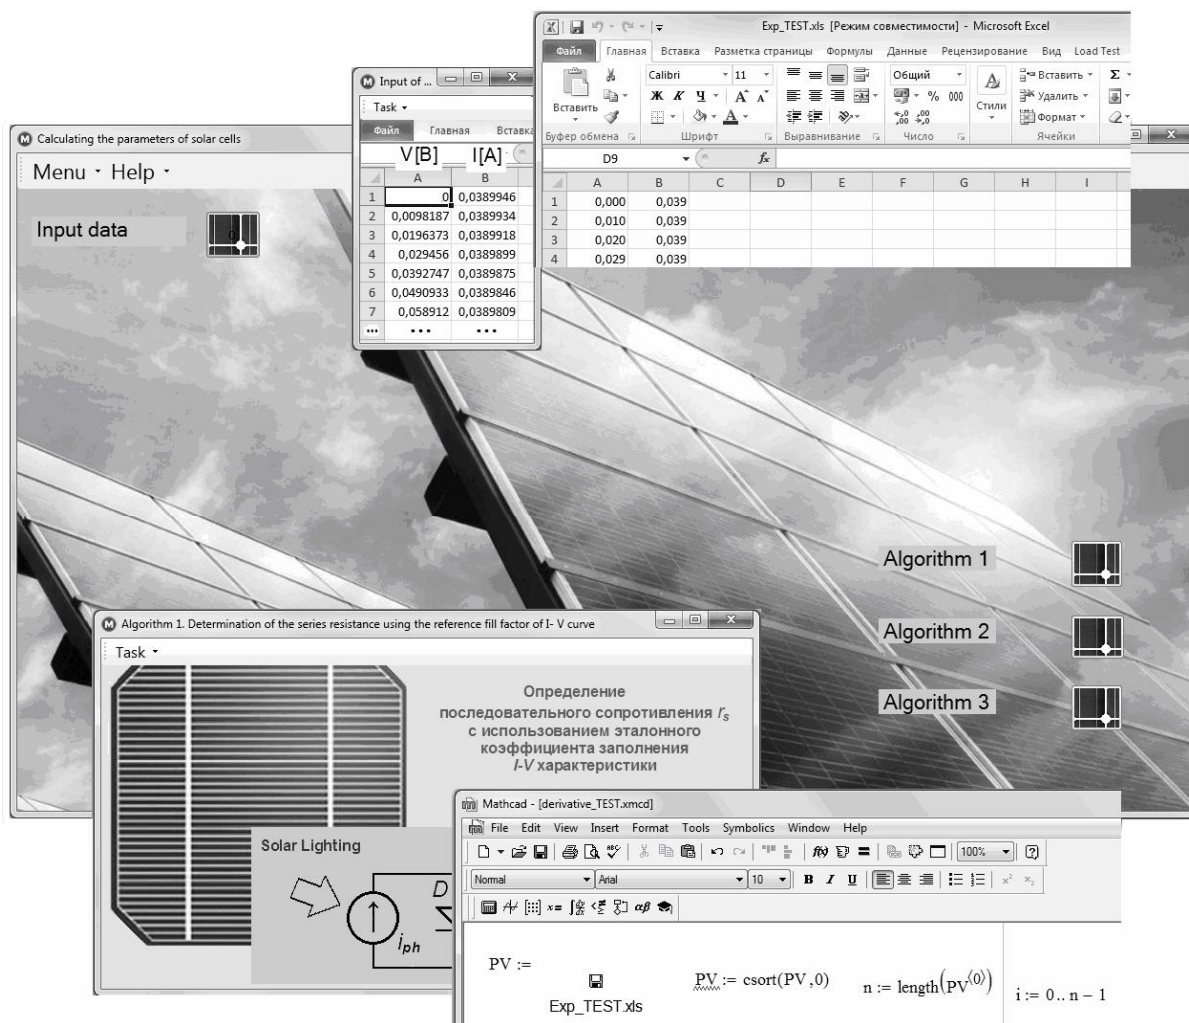 Exp_TEST.xls [Режим совместимости] - Microsoft Excel
Файл Главная Вставка Разметка страницы Формулы Данные Рецензирование Вид Load Test
Calibri 11 Общий Вставить Σ
Вставить Ж К Ч А А % 000 Стили Удалить
Формат
Буфер обмена Шрифт Выравнивание Число Ячейки
D9 fx
A B C D E F G H I
1 0,000 0,039
2 0,010 0,039
3 0,020 0,039
4 0,029 0,039
Input of ...
Task
Файл Главная Вставка
V[B] I[A]
A B
1 0 0,0389946
2 0,0098187 0,0389934
3 0,0196373 0,0389918
4 0,029456 0,0389899
5 0,0392747 0,0389875
6 0,0490933 0,0389846
7 0,058912 0,0389809
... ... ...
Calculating the parameters of solar cells
Menu Help
Input data
Algorithm 1
Algorithm 2
Algorithm 3
Algorithm 1. Determination of the series resistance using the reference fill factor of I- V curve
Task
Определение
последовательного сопротивления rs
с использованием эталонного
коэффициента заполнения
I-V характеристики
Solar Lighting
D
iph
Mathcad - [derivative_TEST.xmcd]
File Edit View Insert Format Tools Symbolics Window Help
100%
Normal Arial 10 B I U
PV :=
Exp_TEST.xls
PV := csort(PV,0)
n := length(PV⟨0⟩)
i := 0.. n − 1